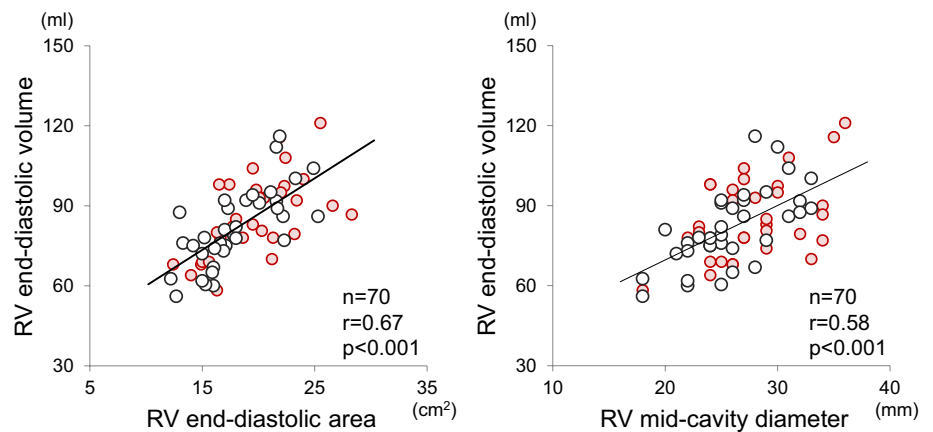 (ml)
150
120
90
60
30
RV end-diastolic volume
5
15
25
35
(cm²)
RV end-diastolic area
n=70
r=0.67
p<0.001
(ml)
150
120
90
60
30
RV end-diastolic volume
10
20
30
40
(mm)
RV mid-cavity diameter
n=70
r=0.58
p<0.001